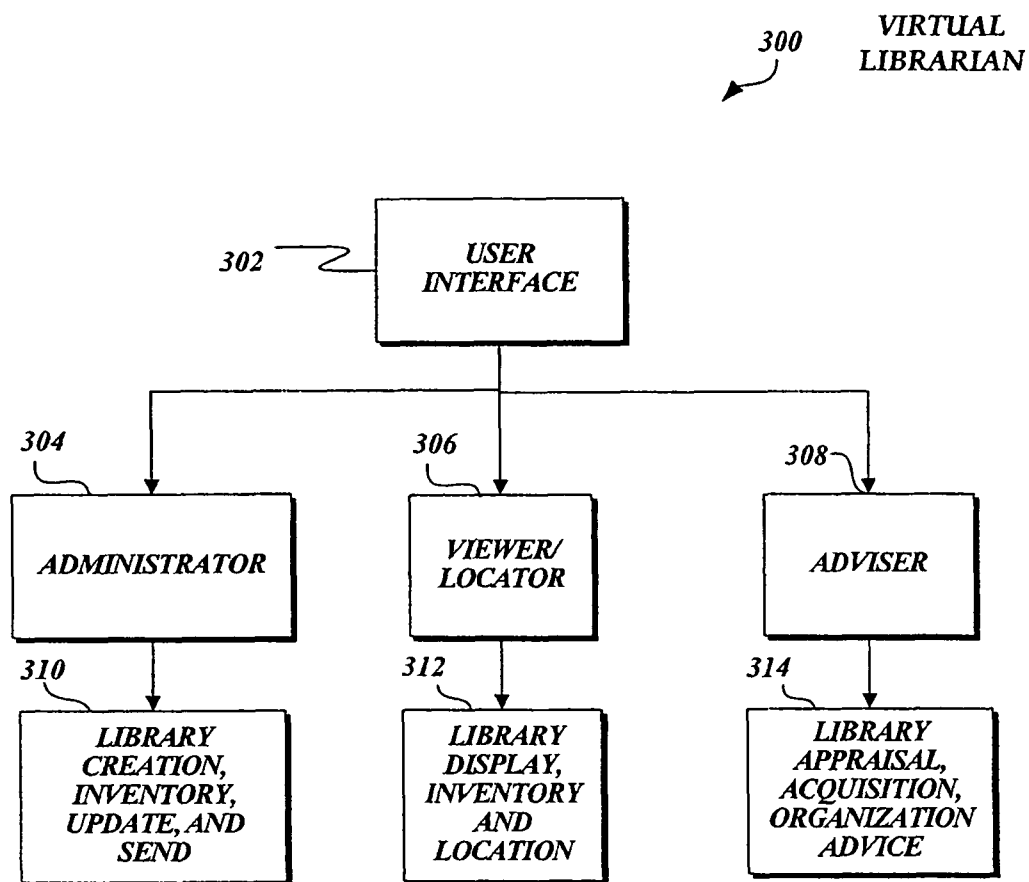 VIRTUAL
LIBRARIAN
300
USER
INTERFACE
302
304
306
308
ADMINISTRATOR
VIEWER/
LOCATOR
ADVISER
310
312
314
LIBRARY
CREATION,
INVENTORY,
UPDATE, AND
SEND
LIBRARY
DISPLAY,
INVENTORY
AND
LOCATION
LIBRARY
APPRAISAL,
ACQUISITION,
ORGANIZATION
ADVICE